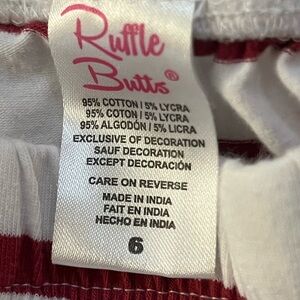 Ruffle
Butts®
95% COTTON / 5% LYCRA
95% COTON / 5% LYCRA
95% ALGODÓN / 5% LICRA
EXCLUSIVE OF DECORATION
SAUF DECORATION
EXCEPT DECORACIÓN
CARE ON REVERSE
MADE IN INDIA
FAIT EN INDIA
HECHO EN INDIA
6